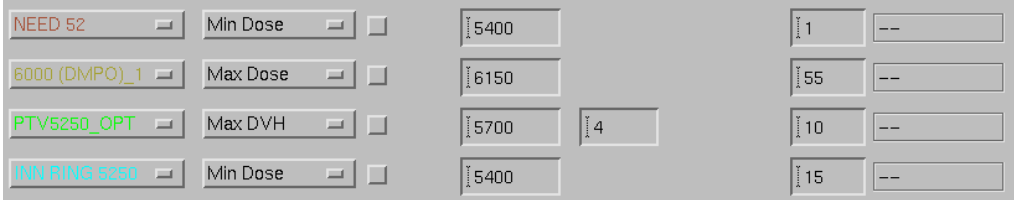 NEED 52 Min Dose 5400 1 --
6000 (DMPO)_1 Max Dose 6150 55 --
PTV5250_OPT Max DVH 5700 4 10 --
INN RING 5250 Min Dose 5400 15 --